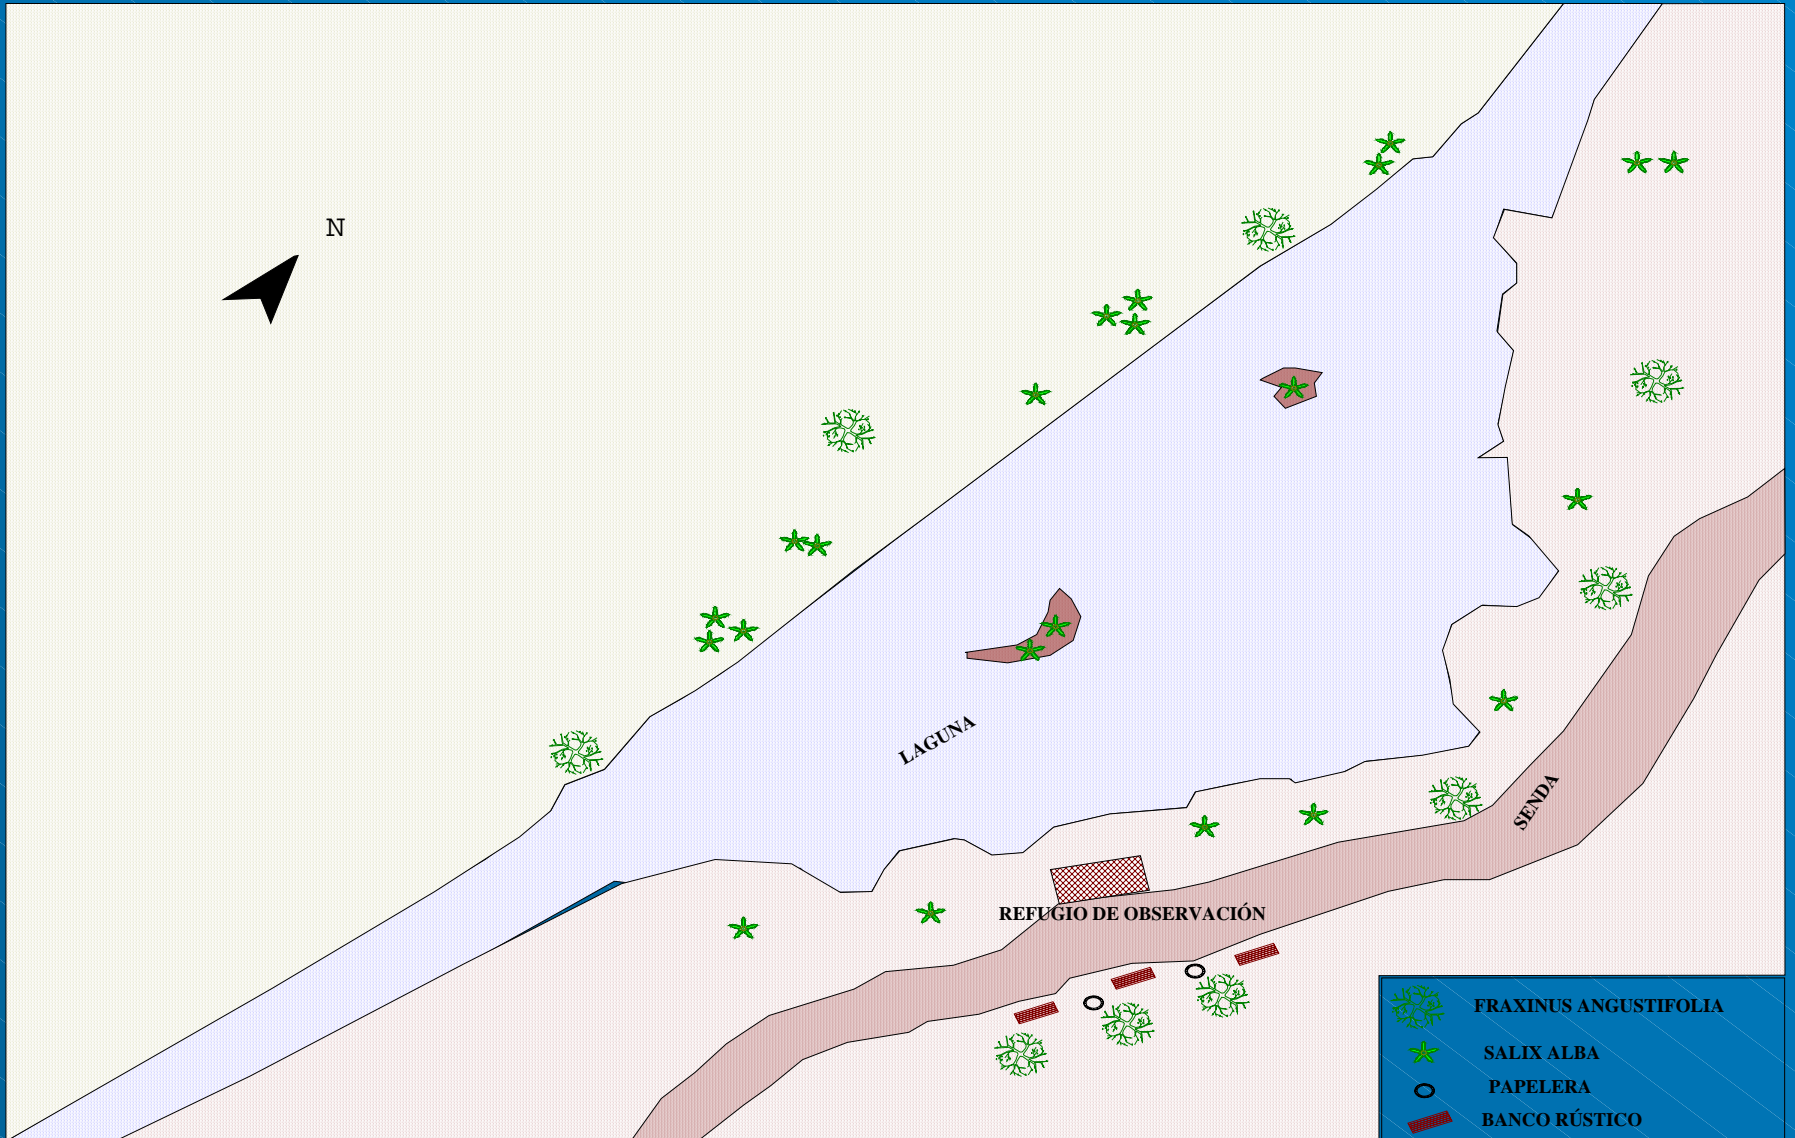 N
LAGUNA
SENDA
REFUGIO DE OBSERVACIÓN
FRAXINUS ANGUSTIFOLIA
SALIX ALBA
PAPELERA
BANCO RÚSTICO